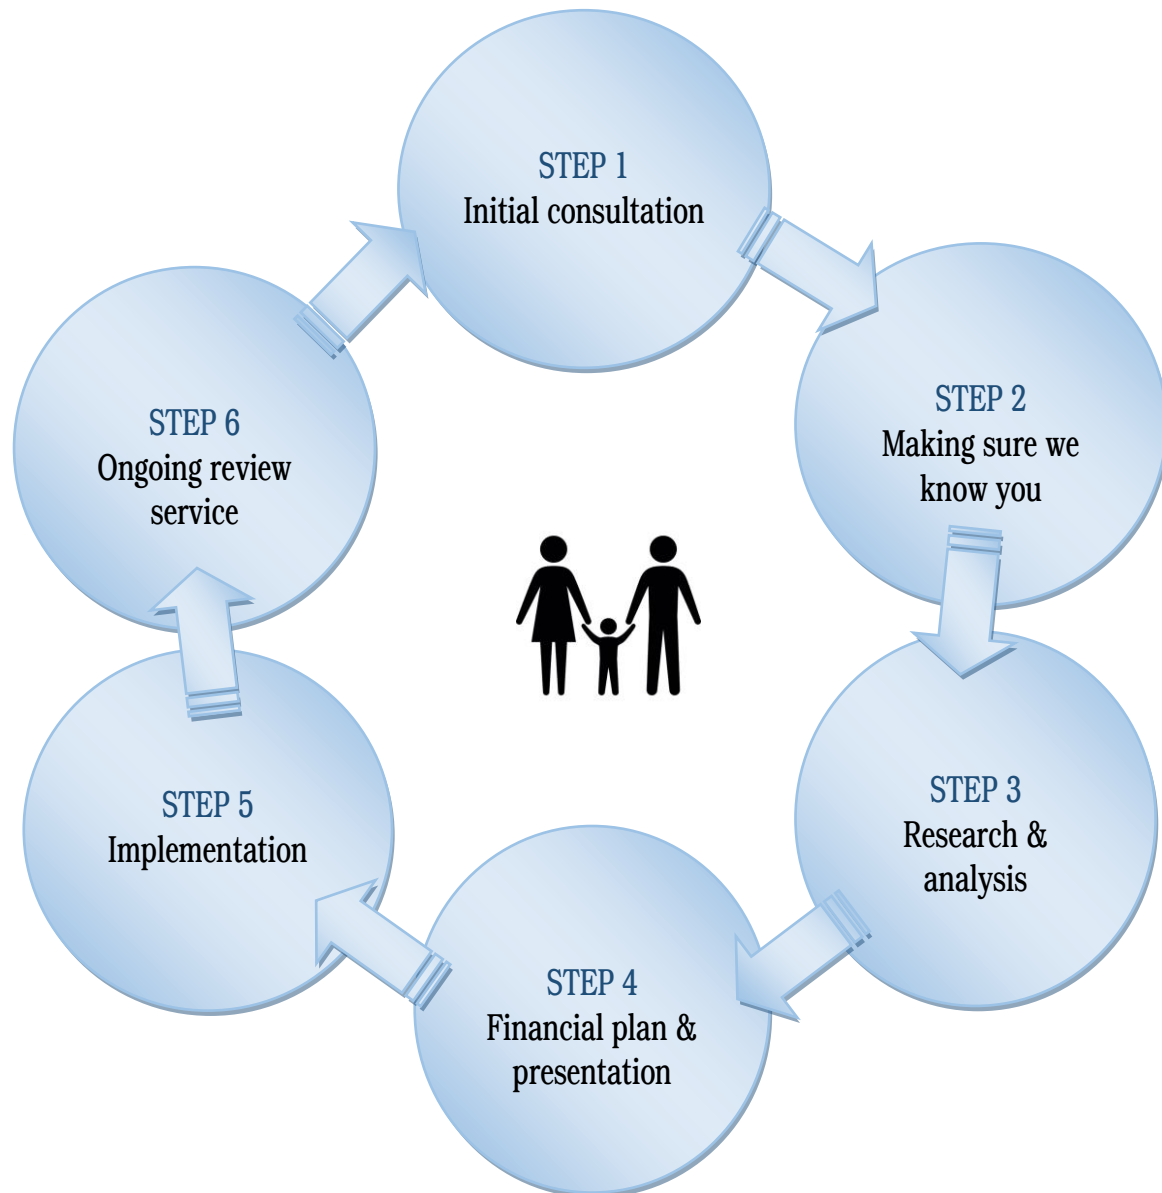 STEP 1
Initial consultation
STEP 2
Making sure we
know you
STEP 3
Research &
analysis
STEP 4
Financial plan &
presentation
STEP 5
Implementation
STEP 6
Ongoing review
service